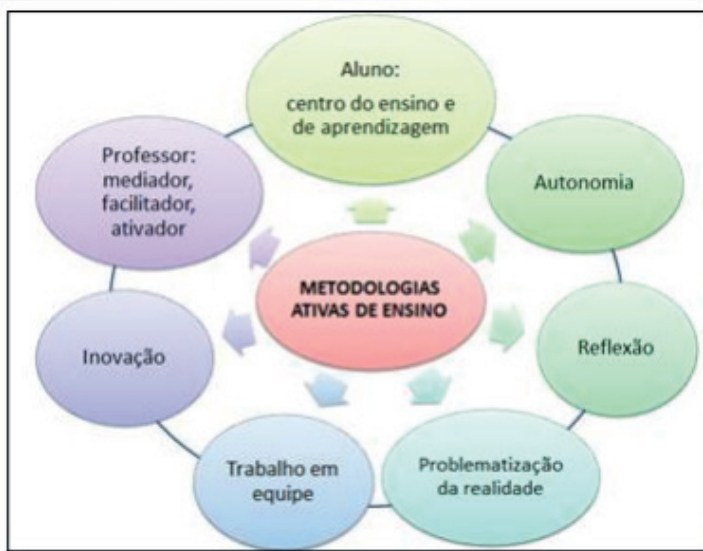 Aluno:
centro do ensino e
de aprendizagem
Autonomia
Reflexão
Problematização
da realidade
Trabalho em
equipe
Inovação
Professor:
mediador,
facilitador,
ativador
METODOLOGIAS
ATIVAS DE ENSINO